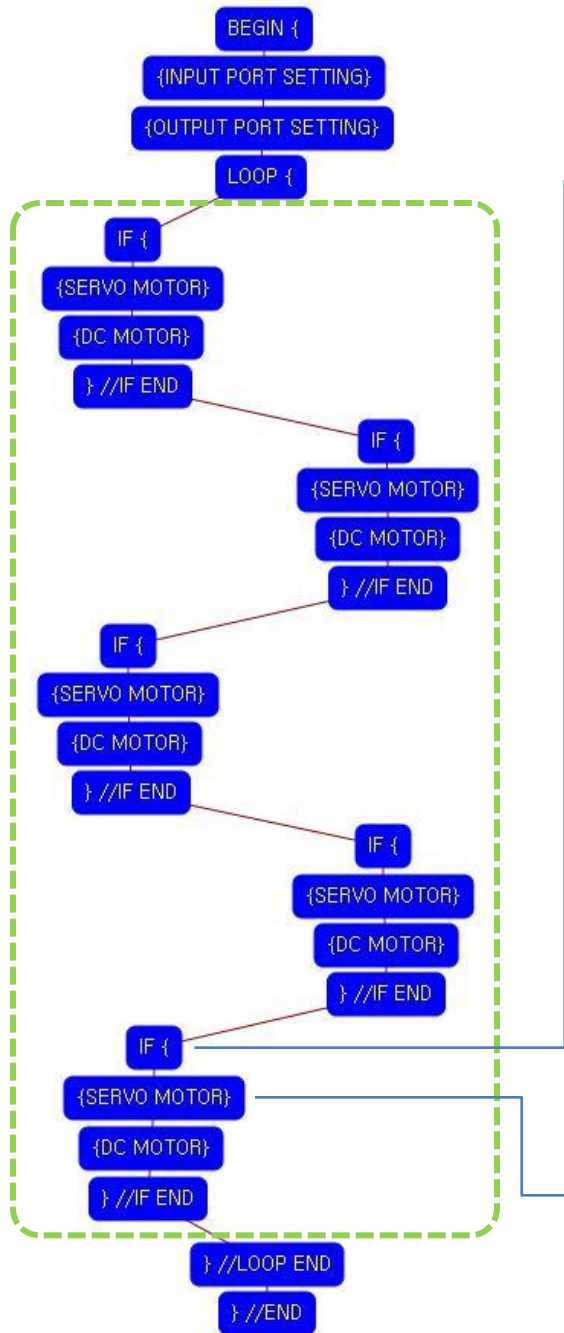 BEGIN {
{INPUT PORT SETTING}
{OUTPUT PORT SETTING}
LOOP {
IF {
{SERVO MOTOR}
{DC MOTOR}
} //IF END
IF {
{SERVO MOTOR}
{DC MOTOR}
} //IF END
IF {
{SERVO MOTOR}
{DC MOTOR}
} //IF END
IF {
{SERVO MOTOR}
{DC MOTOR}
} //IF END
IF {
{SERVO MOTOR}
{DC MOTOR}
} //IF END
} //LOOP END
} //END